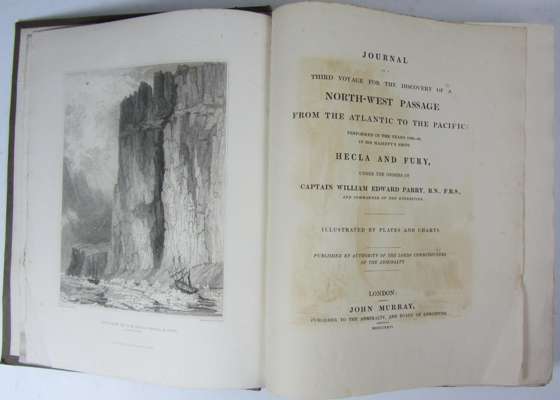 JOURNAL
OF A
THIRD VOYAGE FOR THE DISCOVERY OF A
NORTH-WEST PASSAGE
FROM THE ATLANTIC TO THE PACIFIC;
PERFORMED IN THE YEARS 1824-25,
IN HIS MAJESTY'S SHIPS
HECLA AND FURY,
UNDER THE ORDERS OF
CAPTAIN WILLIAM EDWARD PARRY, R.N., F.R.S.,
AND COMMANDER OF THE EXPEDITION.
ILLUSTRATED BY PLATES AND CHARTS.
PUBLISHED BY AUTHORITY OF THE LORDS COMMISSIONERS
OF THE ADMIRALTY.
LONDON:
JOHN MURRAY,
PUBLISHER TO THE ADMIRALTY, AND BOARD OF LONGITUDE.
MDCCCXXVI.